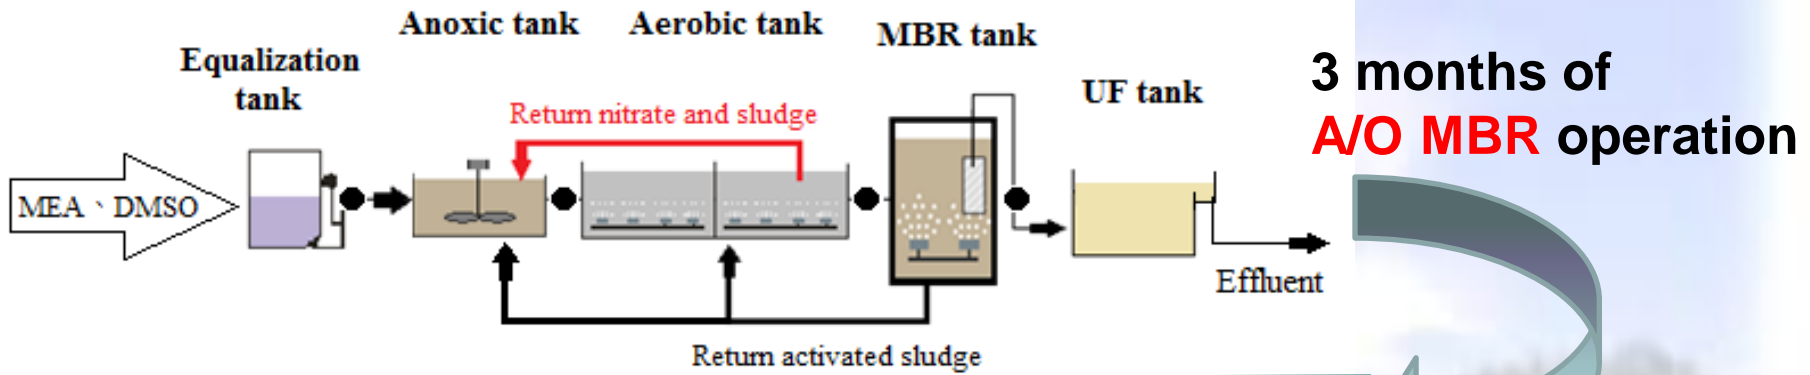 Anoxic tank
Aerobic tank
MBR tank
Equalization
tank
UF tank
3 months of
A/O MBR operation
Return nitrate and sludge
MEA、DMSO
Effluent
Return activated sludge